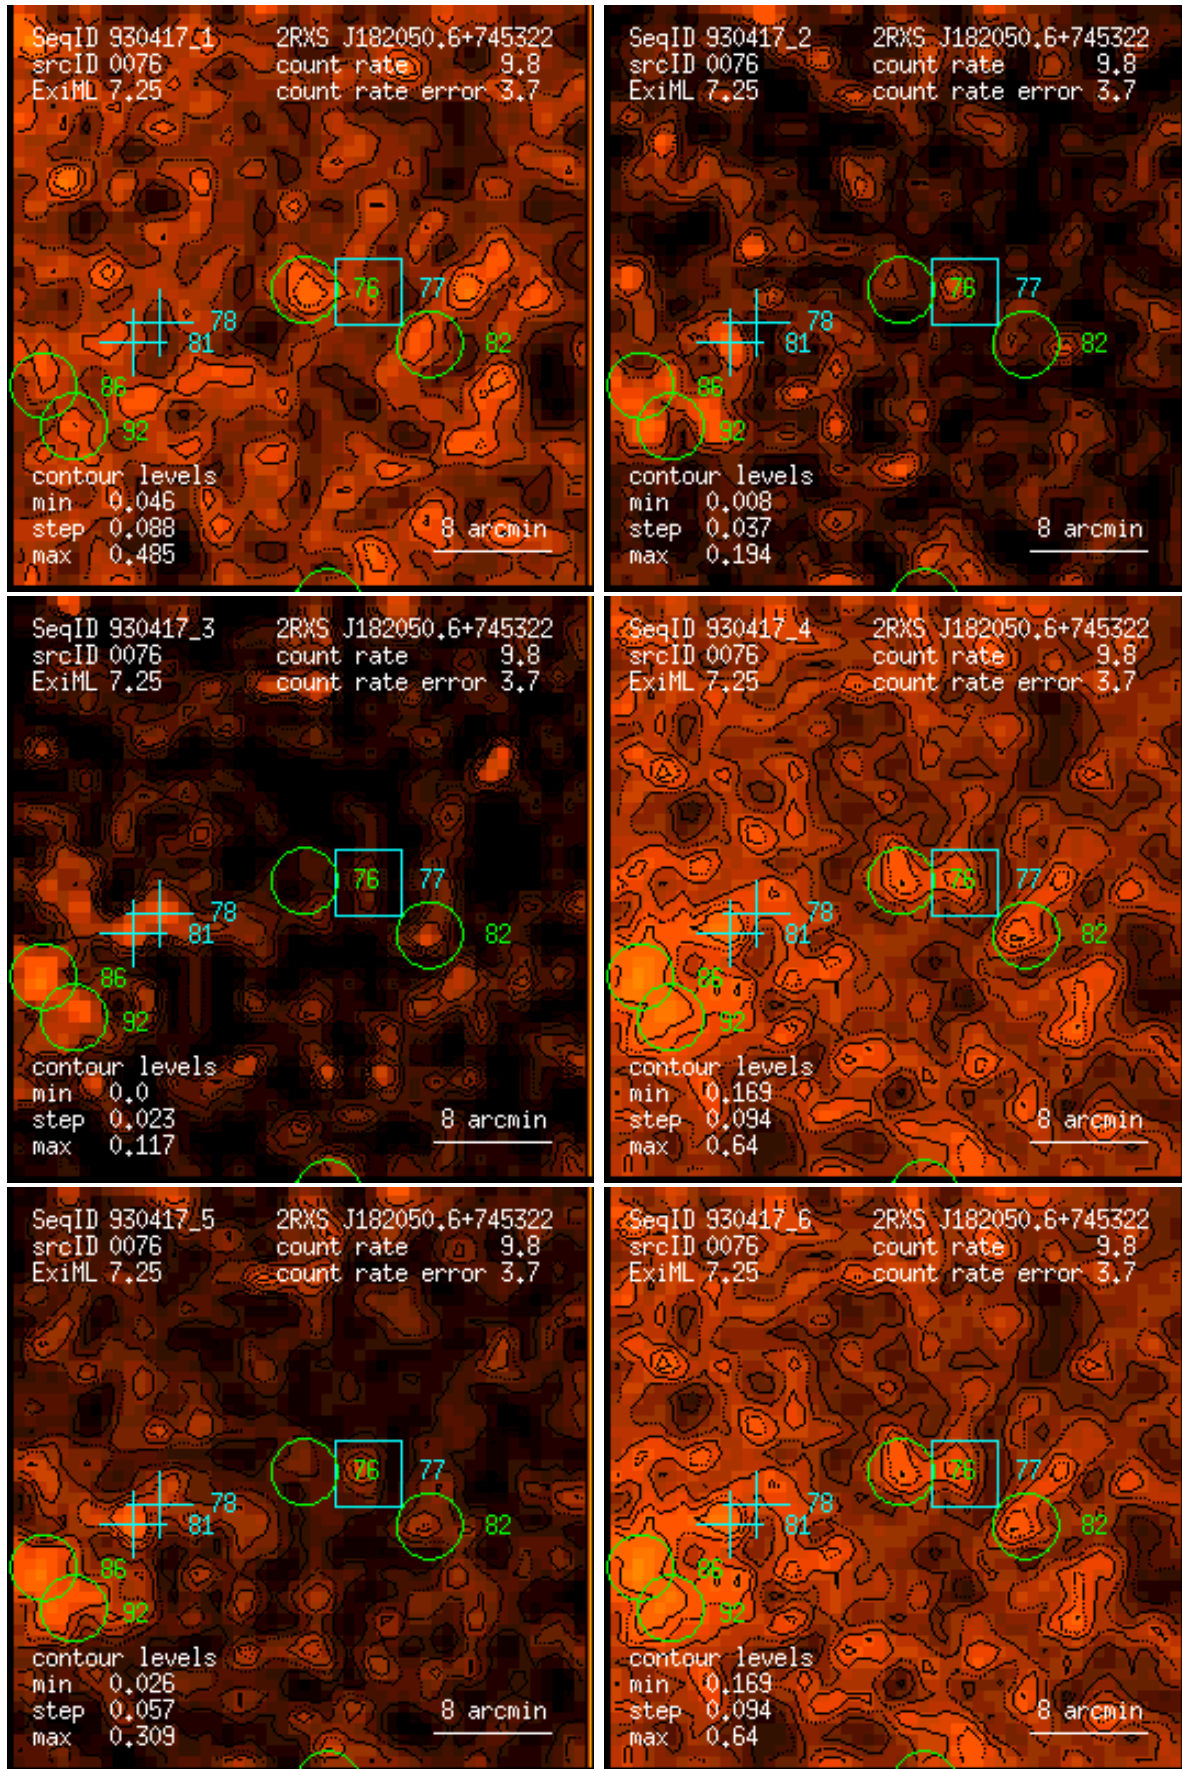 SeqID 930417_1 2RXS J182050.6+745322
srcID 0076 count rate 9.8
ExiML 7.25 count rate error 3.7
76 77
78
81 82
86
92
contour levels
min 0.046
step 0.088 8 arcmin
max 0.485
SeqID 930417_2 2RXS J182050.6+745322
srcID 0076 count rate 9.8
ExiML 7.25 count rate error 3.7
76 77
78
81 82
86
92
contour levels
min 0.008
step 0.037 8 arcmin
max 0.194
SeqID 930417_3 2RXS J182050.6+745322
srcID 0076 count rate 9.8
ExiML 7.25 count rate error 3.7
76 77
78
81 82
86
92
contour levels
min 0.0
step 0.023 8 arcmin
max 0.117
SeqID 930417_4 2RXS J182050.6+745322
srcID 0076 count rate 9.8
ExiML 7.25 count rate error 3.7
76 77
78
81 82
86
92
contour levels
min 0.169
step 0.094 8 arcmin
max 0.64
SeqID 930417_5 2RXS J182050.6+745322
srcID 0076 count rate 9.8
ExiML 7.25 count rate error 3.7
76 77
78
81 82
86
92
contour levels
min 0.026
step 0.057 8 arcmin
max 0.309
SeqID 930417_6 2RXS J182050.6+745322
srcID 0076 count rate 9.8
ExiML 7.25 count rate error 3.7
76 77
78
81 82
86
92
contour levels
min 0.169
step 0.094 8 arcmin
max 0.64